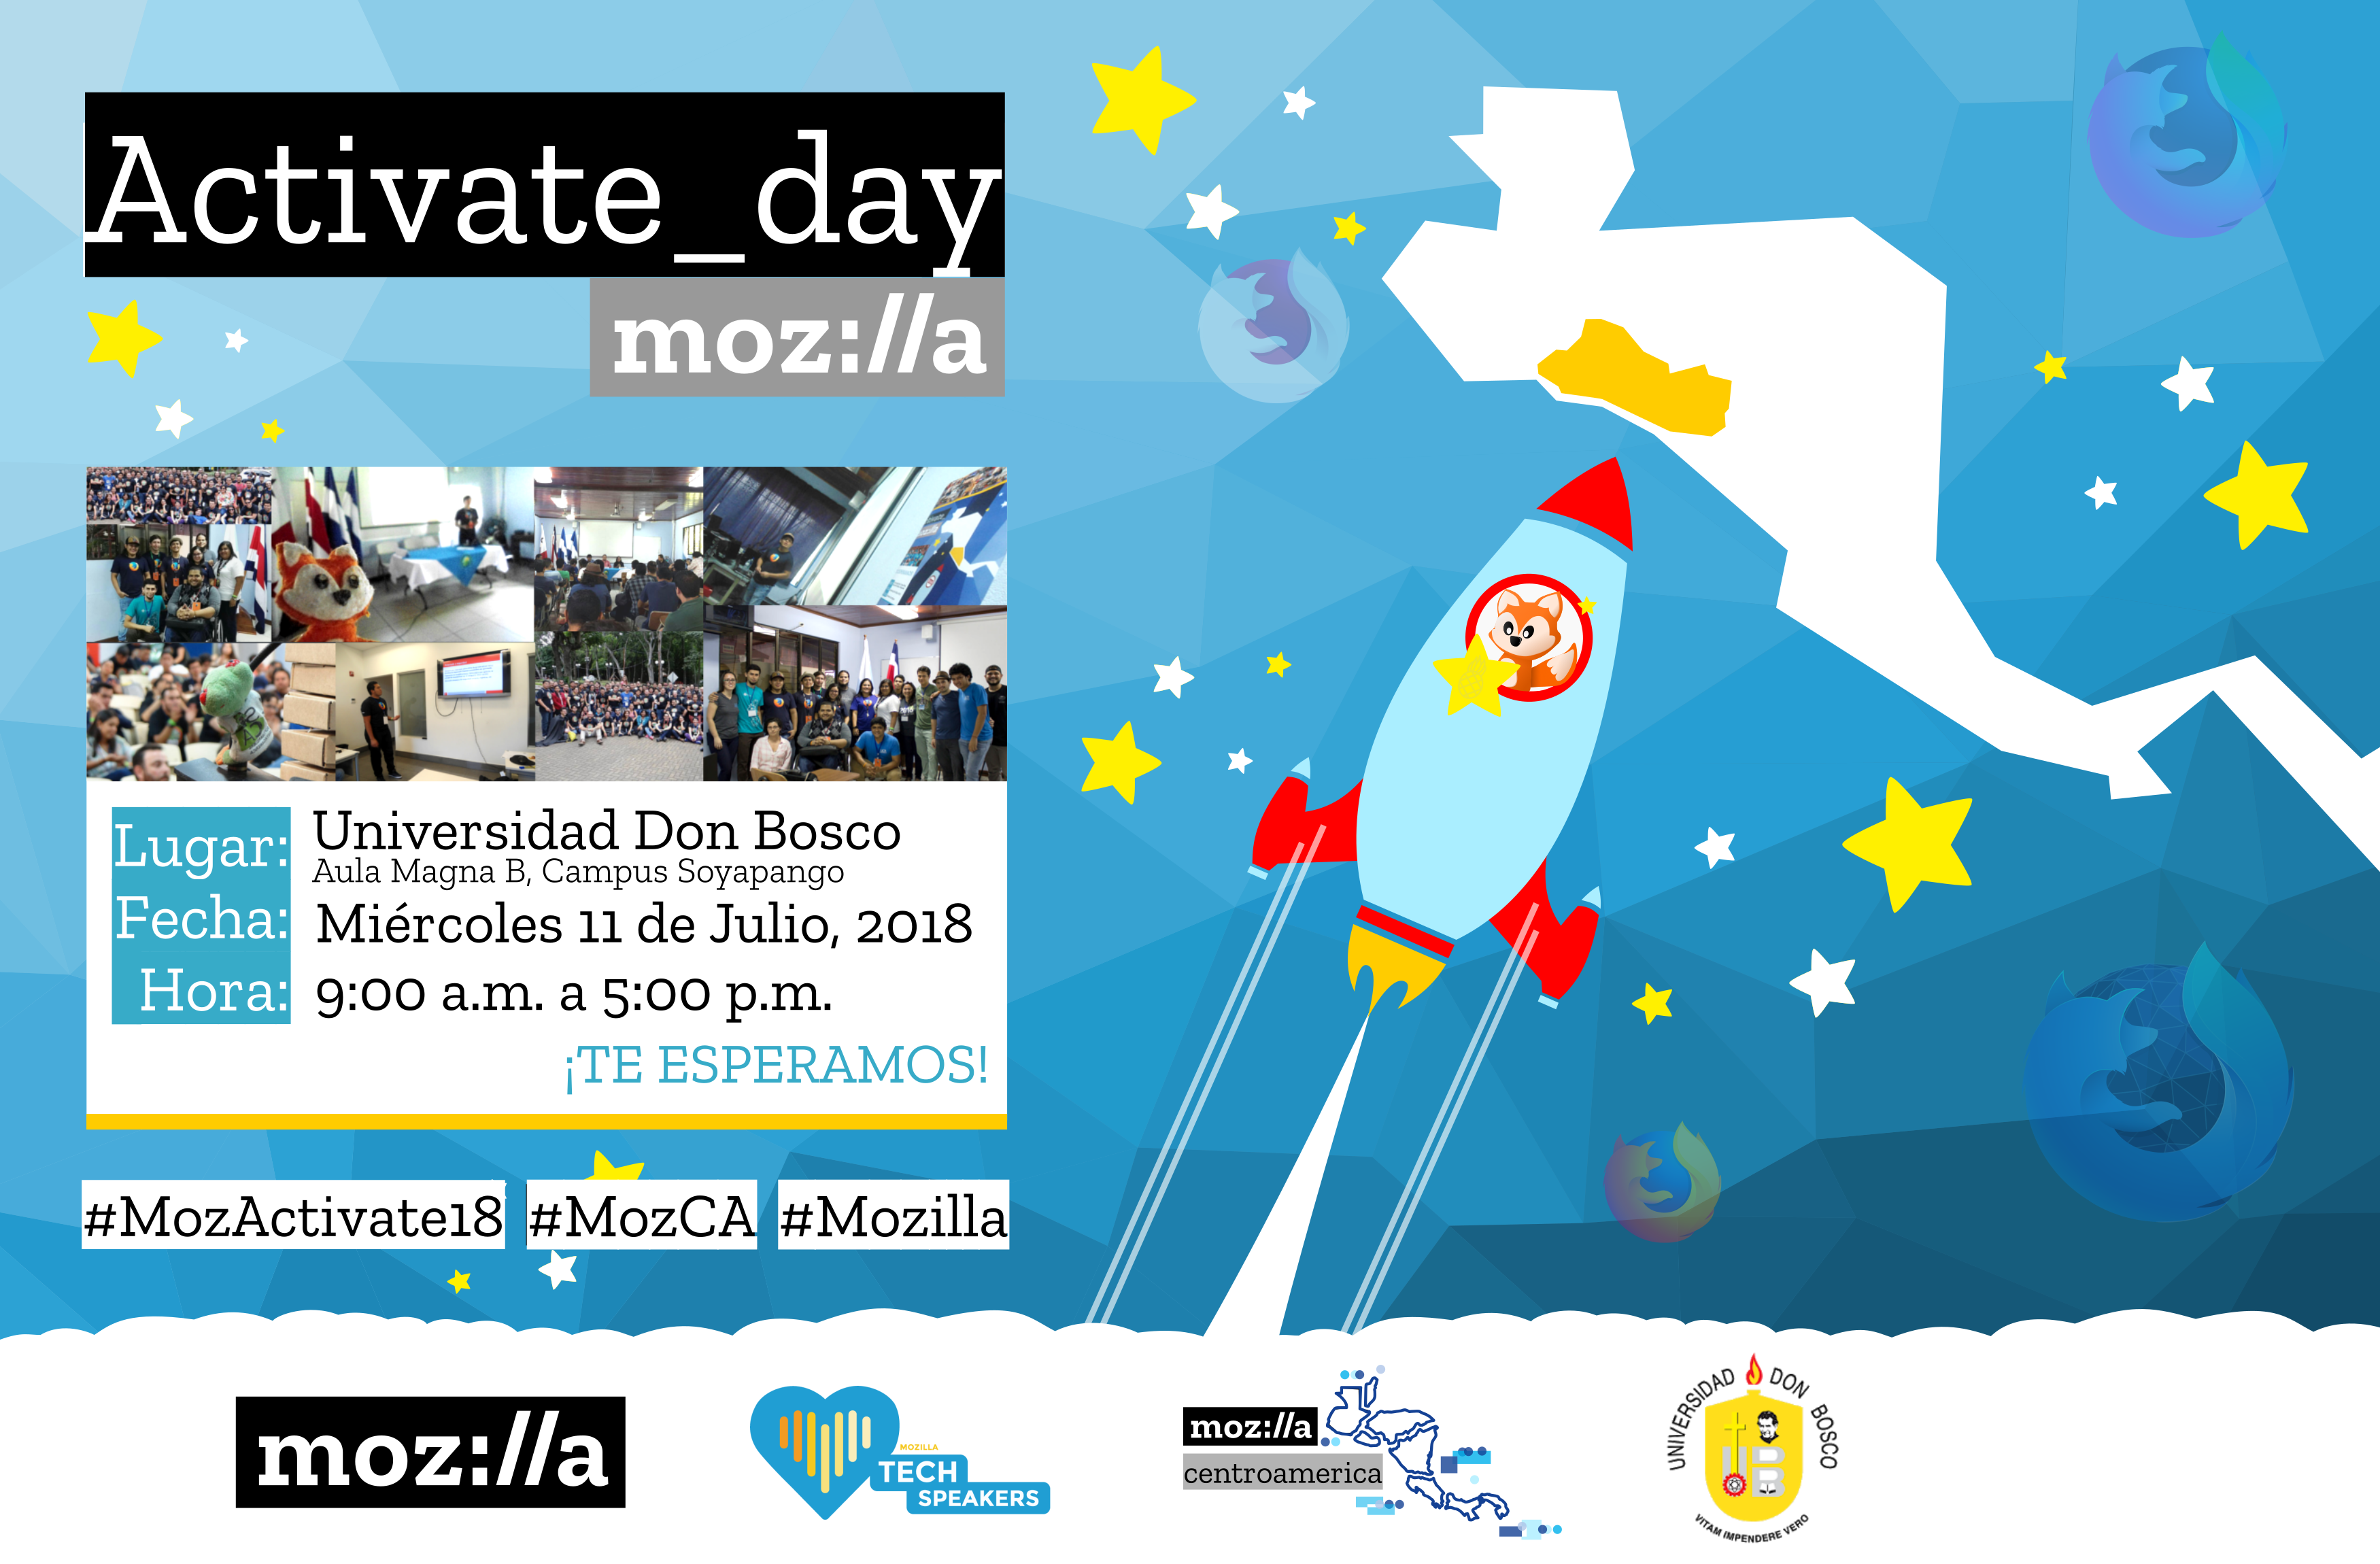 Activate_day
moz://a
Lugar:
Universidad Don Bosco
Aula Magna B, Campus Soyapango
Fecha:
Miércoles 11 de Julio, 2018
Hora:
9:00 a.m. a 5:00 p.m.
¡TE ESPERAMOS!
#MozActivate18 #MozCA #Mozilla
moz://a
MOZILLA
TECH
SPEAKERS
moz://a
centroamerica
UNIVERSIDAD DON BOSCO
VITAM IMPENDERE VERO